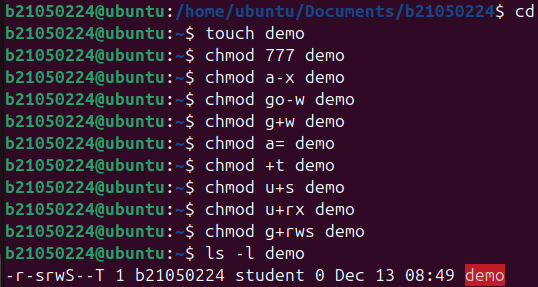 b21050224@ubuntu:/home/ubuntu/Documents/b21050224$ cd
b21050224@ubuntu:~$ touch demo
b21050224@ubuntu:~$ chmod 777 demo
b21050224@ubuntu:~$ chmod a-x demo
b21050224@ubuntu:~$ chmod go-w demo
b21050224@ubuntu:~$ chmod g+w demo
b21050224@ubuntu:~$ chmod a= demo
b21050224@ubuntu:~$ chmod +t demo
b21050224@ubuntu:~$ chmod u+s demo
b21050224@ubuntu:~$ chmod u+rx demo
b21050224@ubuntu:~$ chmod g+rws demo
b21050224@ubuntu:~$ ls -l demo
-r-srwS--T 1 b21050224 student 0 Dec 13 08:49 demo